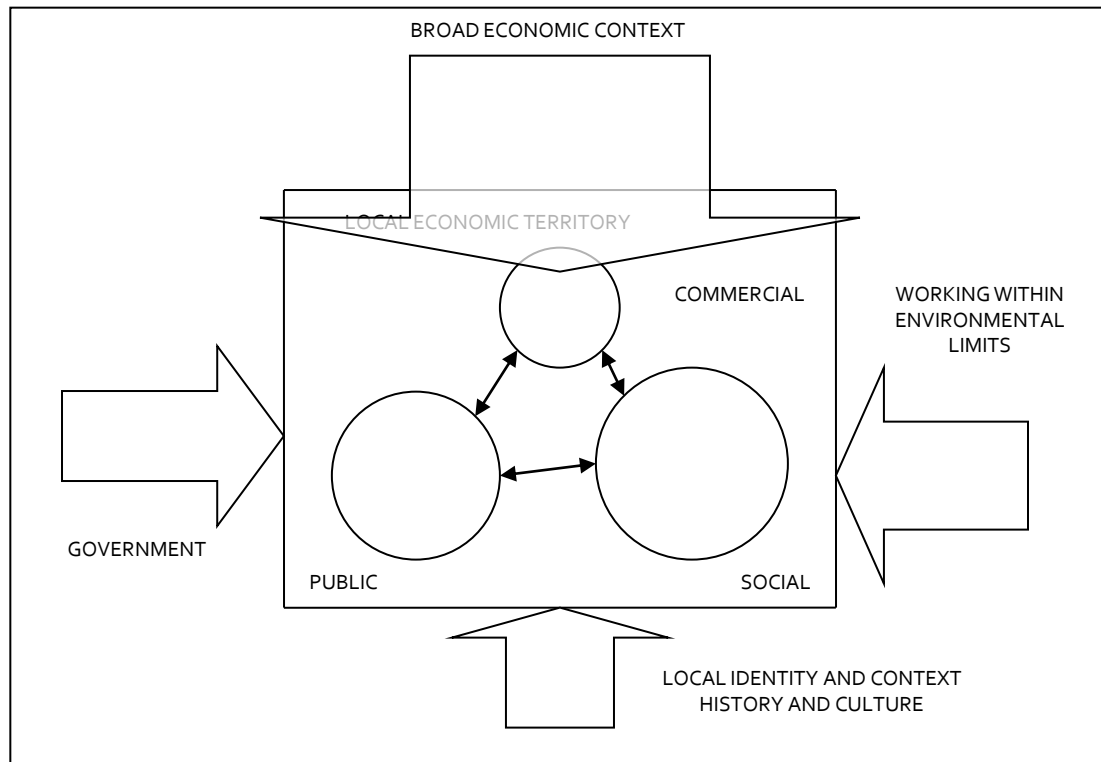 BROAD ECONOMIC CONTEXT
LOCAL ECONOMIC TERRITORY
COMMERCIAL
WORKING WITHIN
ENVIRONMENTAL
LIMITS
GOVERNMENT
PUBLIC
SOCIAL
LOCAL IDENTITY AND CONTEXT
HISTORY AND CULTURE